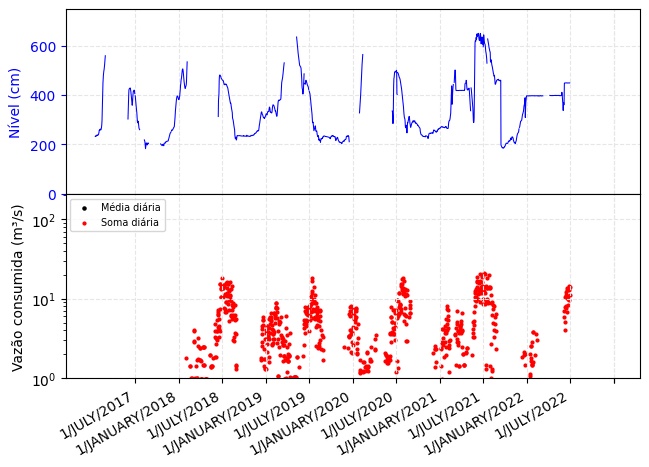 600
400
200
0
Nível (cm)
Média diária
Soma diária
10²
10¹
10⁰
Vazão consumida (m³/s)
1/JULY/2017
1/JANUARY/2018
1/JULY/2018
1/JANUARY/2019
1/JULY/2019
1/JANUARY/2020
1/JULY/2020
1/JANUARY/2021
1/JULY/2021
1/JANUARY/2022
1/JULY/2022